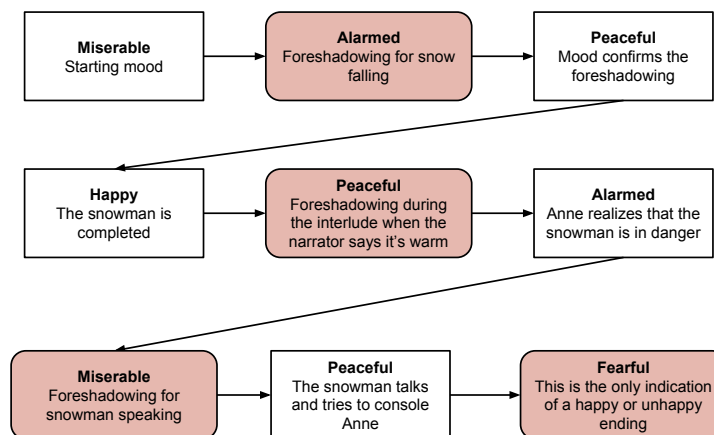 Miserable
Starting mood
Alarmed
Foreshadowing for snow
falling
Peaceful
Mood confirms the
foreshadowing
Happy
The snowman is
completed
Peaceful
Foreshadowing during
the interlude when the
narrator says it's warm
Alarmed
Anne realizes that the
snowman is in danger
Miserable
Foreshadowing for
snowman speaking
Peaceful
The snowman talks
and tries to console
Anne
Fearful
This is the only indication
of a happy or unhappy
ending